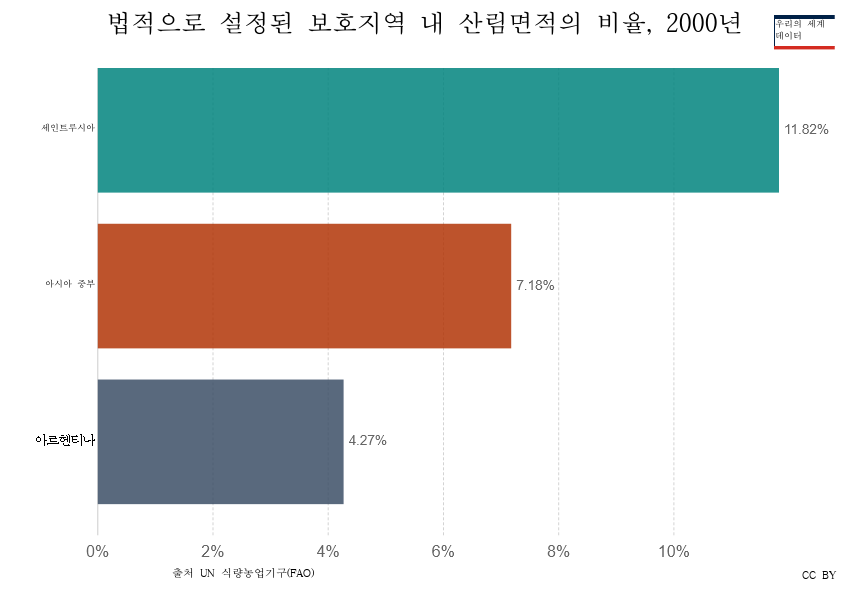 법적으로 설정된 보호지역 내 산림면적의 비율, 2000년
우리의 세계
데이터
세인트루시아
11.82%
아시아 중부
7.18%
아르헨티나
4.27%
0%
2%
4%
6%
8%
10%
출처 UN 식량농업기구(FAO)
CC BY